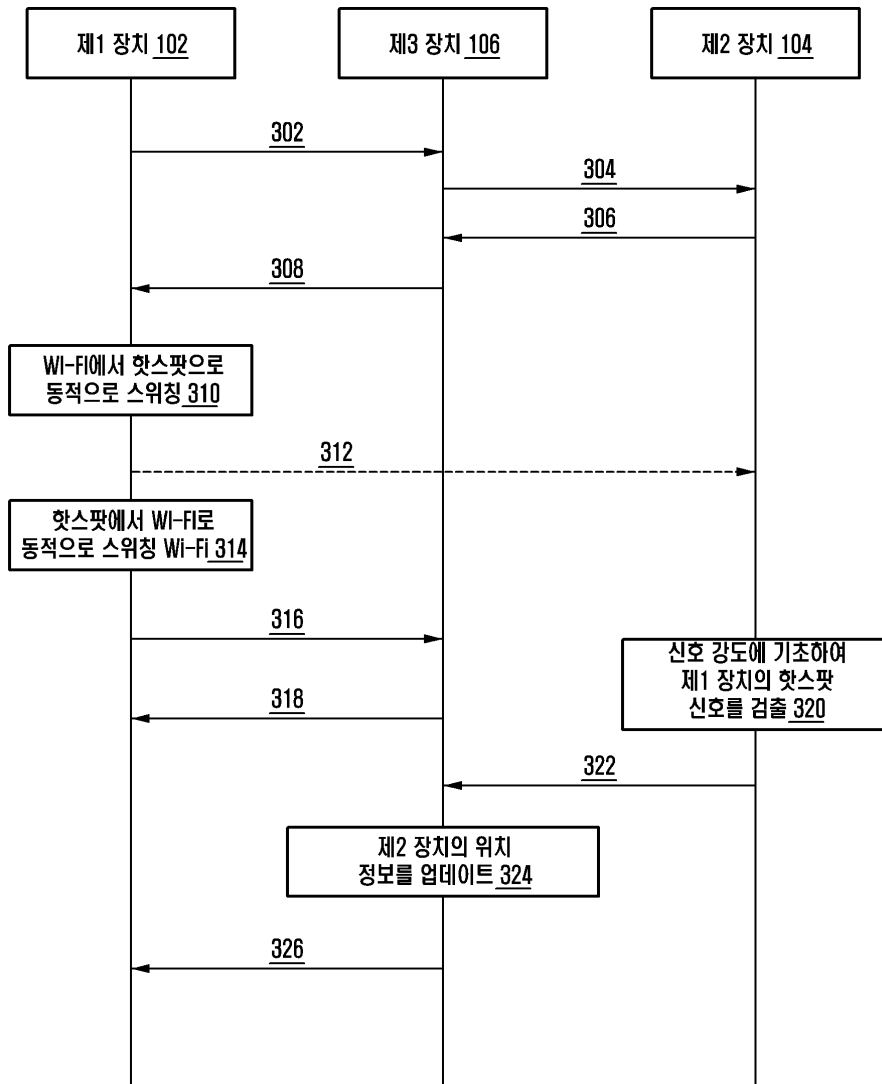 제1 장치 102
제3 장치 106
제2 장치 104
302
304
306
308
WI-FI에서 핫스팟으로
동적으로 스위칭 310
312
핫스팟에서 WI-FI로
동적으로 스위칭 Wi-Fi 314
316
신호 강도에 기초하여
제1 장치의 핫스팟
신호를 검출 320
318
322
제2 장치의 위치
정보를 업데이트 324
326